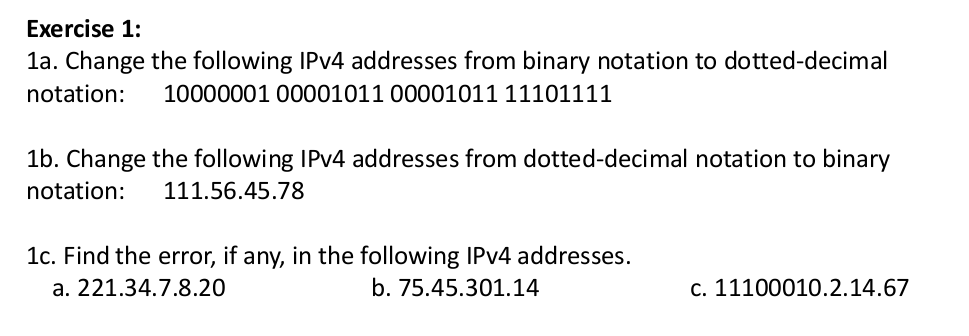 Exercise 1:
1a. Change the following IPv4 addresses from binary notation to dotted-decimal
notation: 10000001 00001011 00001011 11101111
1b. Change the following IPv4 addresses from dotted-decimal notation to binary
notation: 111.56.45.78
1c. Find the error, if any, in the following IPv4 addresses.
a. 221.34.7.8.20 b. 75.45.301.14 c. 11100010.2.14.67